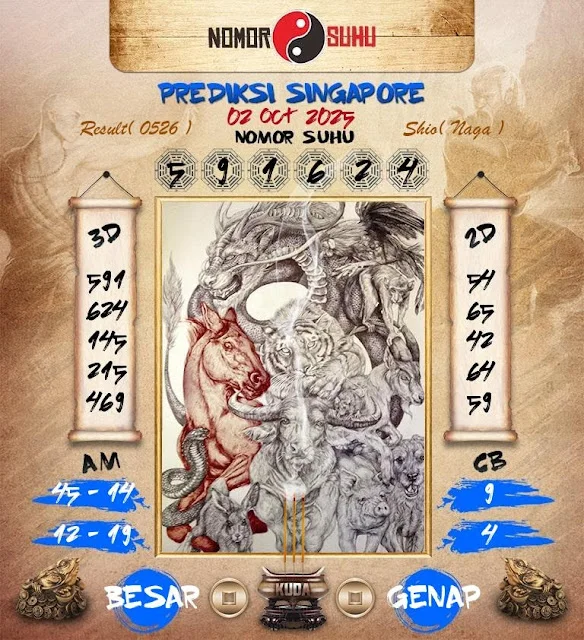 NOMOR SUHU
PREDIKSI SINGAPORE
02 OCT 2025
Result( 0526 )
NOMOR SUHU
Shio( Naga )
5 9 1 6 2 4
3D
591
624
145
215
469
2D
54
65
42
64
59
AM
45 - 14
12 - 19
CB
9
4
BESAR
KUDA
GENAP